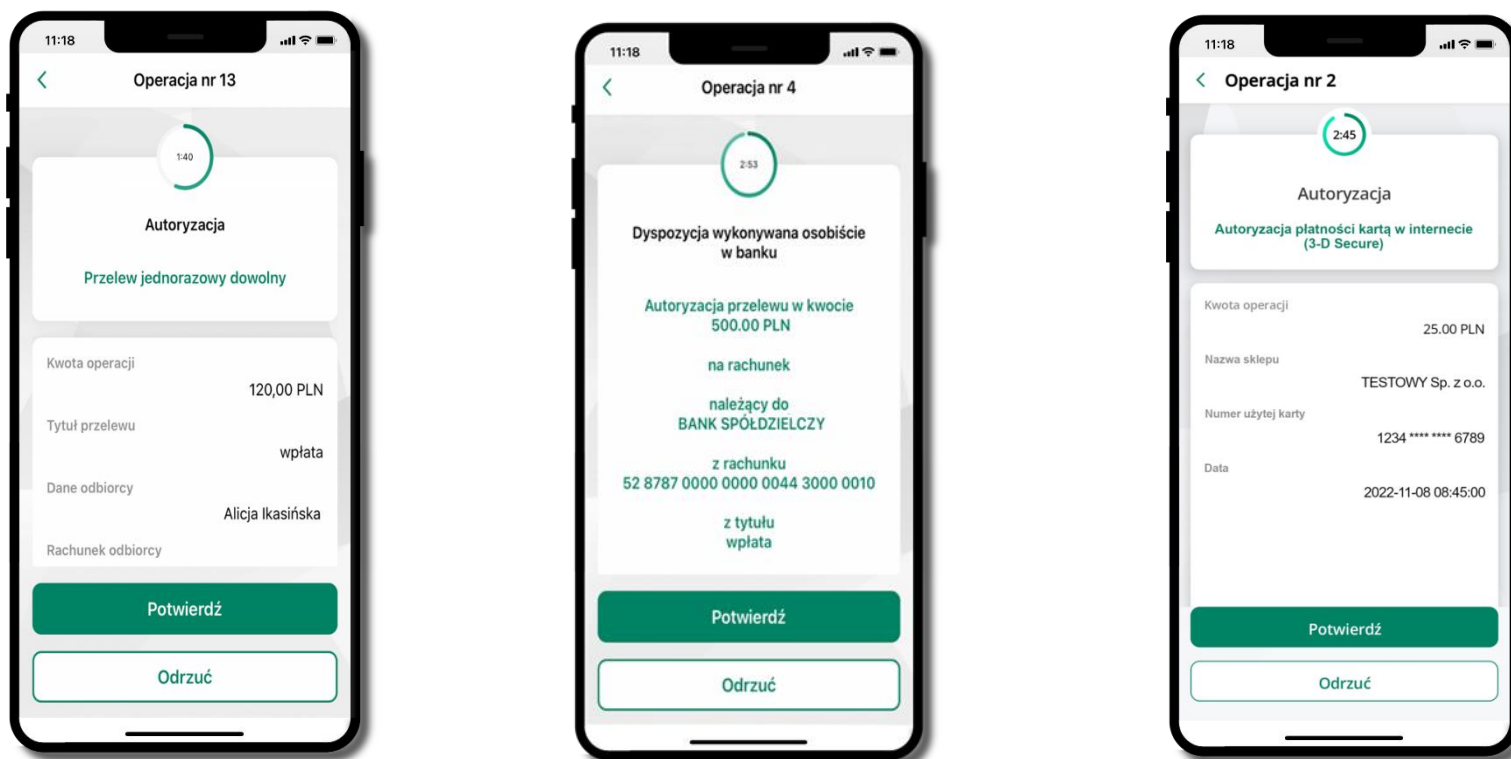 11:18
Operacja nr 13
1:40
Autoryzacja
Przelew jednorazowy dowolny
Kwota operacji
120,00 PLN
Tytuł przelewu
wpłata
Dane odbiorcy
Alicja Ikasińska
Rachunek odbiorcy
Potwierdź
Odrzuć
11:18
Operacja nr 4
2:53
Dyspozycja wykonywana osobiście
w banku
Autoryzacja przelewu w kwocie
500.00 PLN
na rachunek
należący do
BANK SPÓŁDZIELCZY
z rachunku
52 8787 0000 0000 0044 3000 0010
z tytułu
wpłata
Potwierdź
Odrzuć
11:18
Operacja nr 2
2:45
Autoryzacja
Autoryzacja płatności kartą w internecie
(3-D Secure)
Kwota operacji
25.00 PLN
Nazwa sklepu
TESTOWY Sp. z o.o.
Numer użytej karty
1234 **** **** 6789
Data
2022-11-08 08:45:00
Potwierdź
Odrzuć